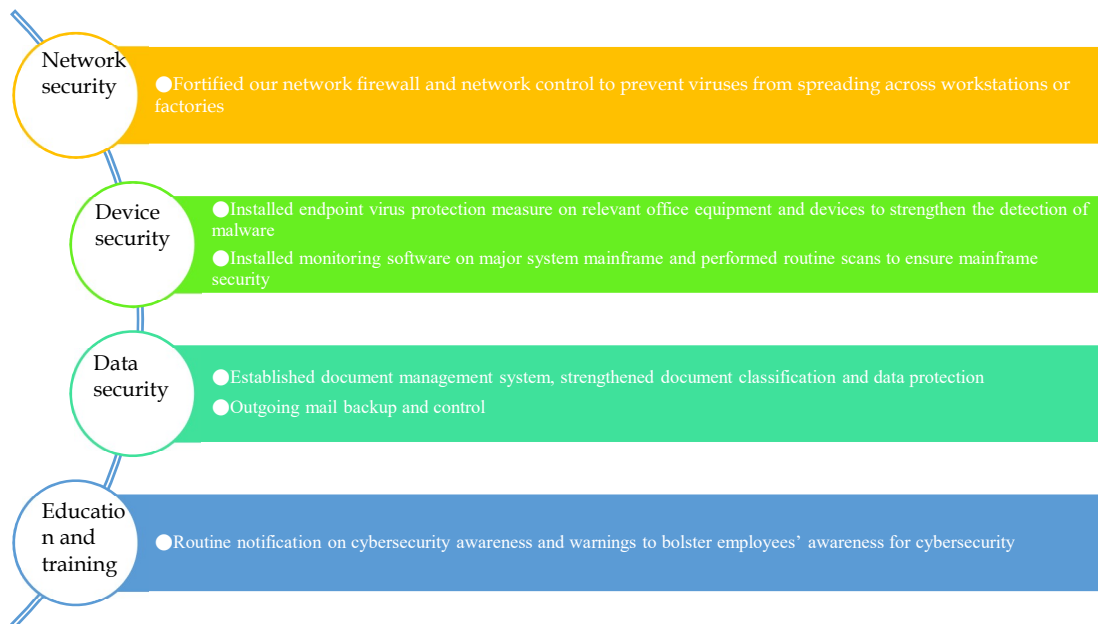 Network
security
●Fortified our network firewall and network control to prevent viruses from spreading across workstations or
factories
Device
security
●Installed endpoint virus protection measure on relevant office equipment and devices to strengthen the detection of
malware
●Installed monitoring software on major system mainframe and performed routine scans to ensure mainframe
security
Data
security
●Established document management system, strengthened document classification and data protection
●Outgoing mail backup and control
Educatio
n and
training
●Routine notification on cybersecurity awareness and warnings to bolster employees’ awareness for cybersecurity